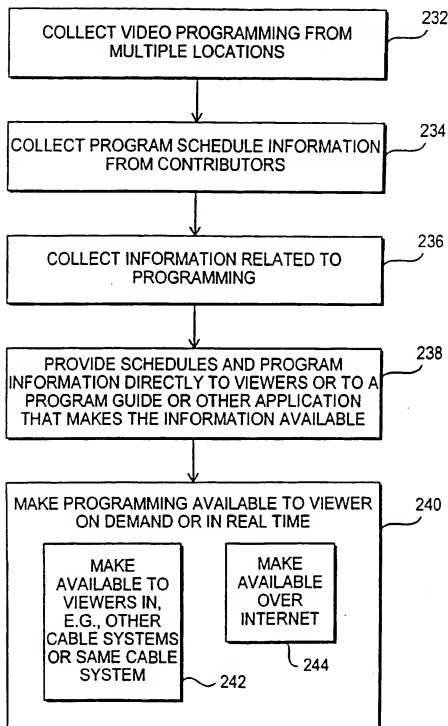 COLLECT VIDEO PROGRAMMING FROM
MULTIPLE LOCATIONS
232
COLLECT PROGRAM SCHEDULE INFORMATION
FROM CONTRIBUTORS
234
COLLECT INFORMATION RELATED TO
PROGRAMMING
236
PROVIDE SCHEDULES AND PROGRAM
INFORMATION DIRECTLY TO VIEWERS OR TO A
PROGRAM GUIDE OR OTHER APPLICATION
THAT MAKES THE INFORMATION AVAILABLE
238
MAKE PROGRAMMING AVAILABLE TO VIEWER
ON DEMAND OR IN REAL TIME
240
MAKE
AVAILABLE TO
VIEWERS IN,
E.G., OTHER
CABLE SYSTEMS
OR SAME CABLE
SYSTEM
242
MAKE
AVAILABLE
OVER
INTERNET
244